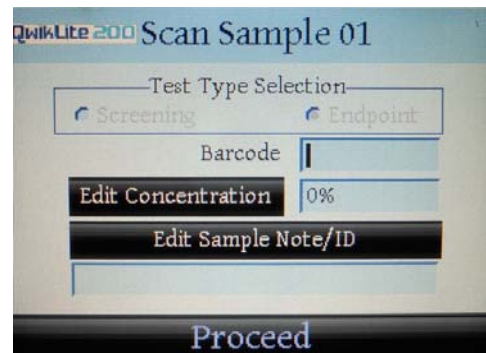 QwikLite 200 Scan Sample 01
Test Type Selection
Screening Endpoint
Barcode
Edit Concentration 0%
Edit Sample Note/ID
Proceed